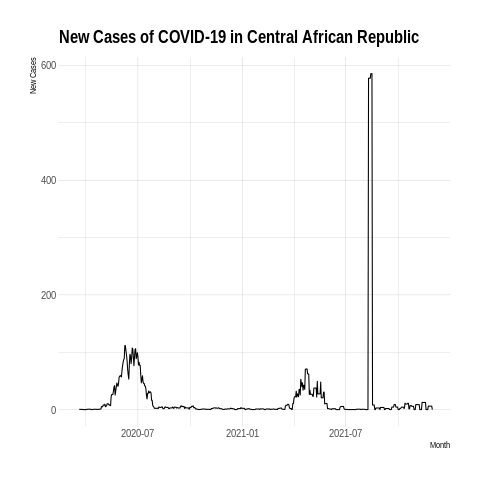 New Cases of COVID-19 in Central African Republic
New Cases
600
400
200
0
2020-07
2021-01
2021-07
Month